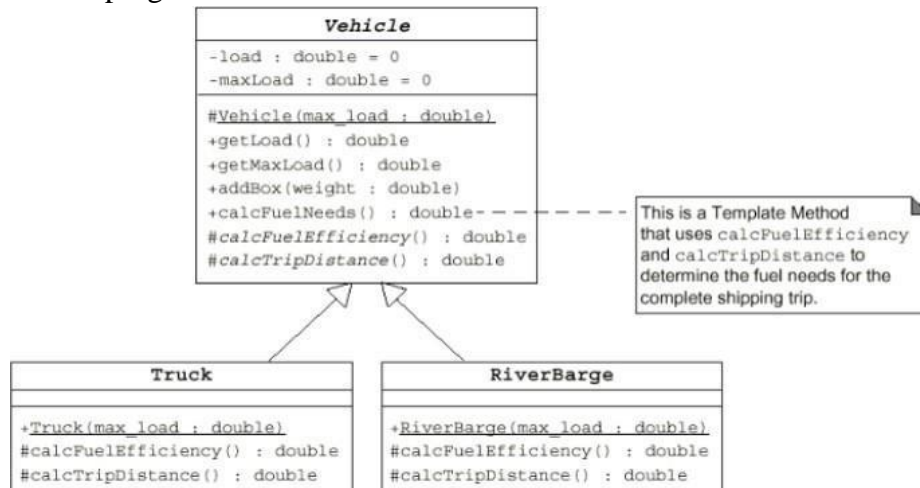 Vehicle
-load : double = 0
-maxLoad : double = 0
#Vehicle(max_load : double)
+getLoad() : double
+getMaxLoad() : double
+addBox(weight : double)
+calcFuelNeeds() : double
#calcFuelEfficiency() : double
#calcTripDistance() : double
This is a Template Method
that uses calcFuelEfficiency
and calcTripDistance to
determine the fuel needs for the
complete shipping trip.
Truck
+Truck(max_load : double)
#calcFuelEfficiency() : double
#calcTripDistance() : double
RiverBarge
+RiverBarge(max_load : double)
#calcFuelEfficiency() : double
#calcTripDistance() : double